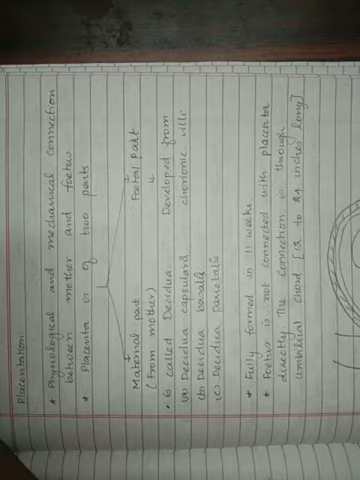 Placentation:
* Physiological and mechanical connection
between mother and foetus
* Placenta is of two parts
Maternal part Foetal part
(From mother)
is called Decidua. Developed from
(a) Decidua capsularis chorionic villi
(b) Decidua basalis
(c) Decidua parietalis
* Fully formed in 11 weeks
* Foetus is not connected with placenta
directly. The connection is through
umbilical chord [12 to 24 inches long]